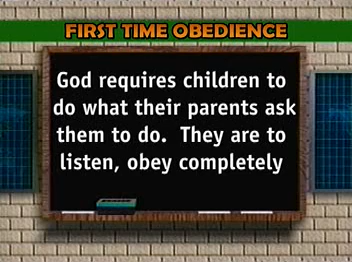 FIRST TIME OBEDIENCE
God requires children to
do what their parents ask
them to do. They are to
listen, obey completely